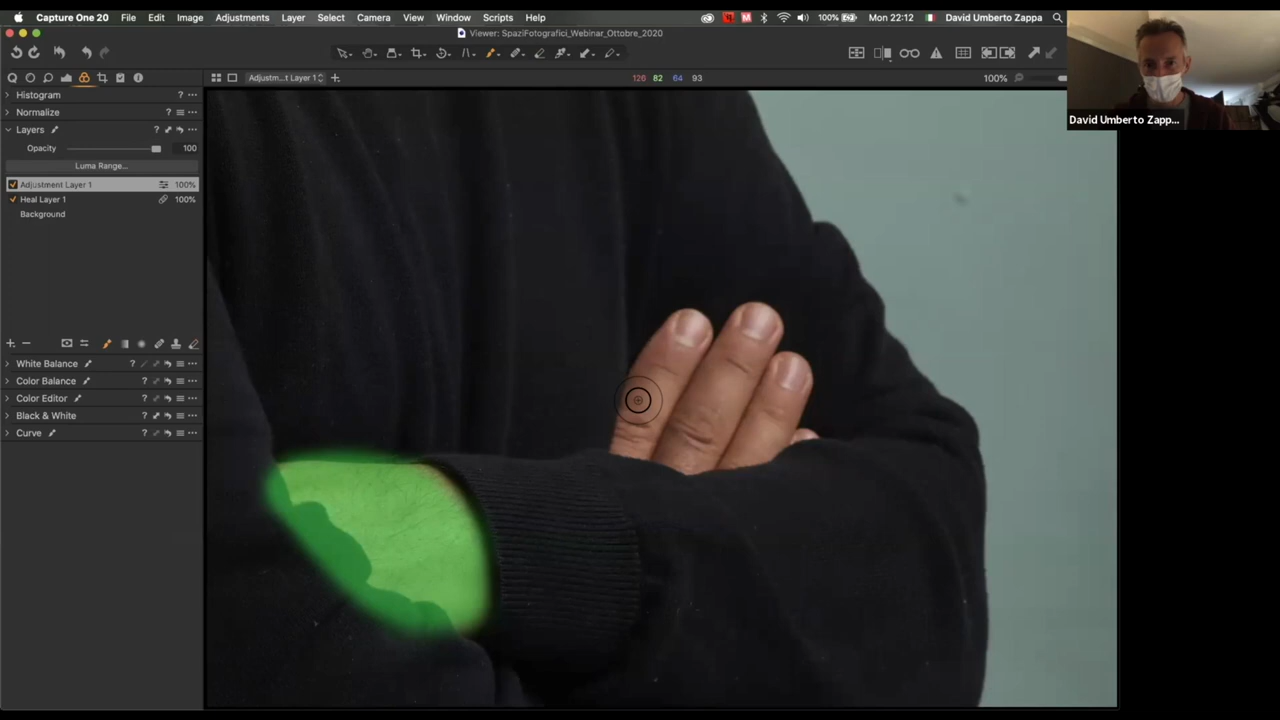 Capture One 20 File Edit Image Adjustments Layer Select Camera View Window Scripts Help 100% Mon 22:12 David Umberto Zappa
Viewer: SpaziFotografici_Webinar_Ottobre_2020
Adjustm...t Layer 1 126 82 64 93 100%
David Umberto Zapp...
Histogram
Normalize
Layers
Opacity 100
Luma Range...
Adjustment Layer 1 100%
Heal Layer 1 100%
Background
White Balance
Color Balance
Color Editor
Black & White
Curve